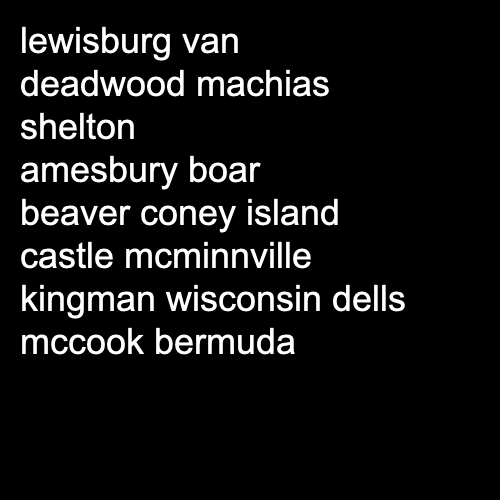 lewisburg van
deadwood machias
shelton
amesbury boar
beaver coney island
castle mcminnville
kingman wisconsin dells
mccook bermuda